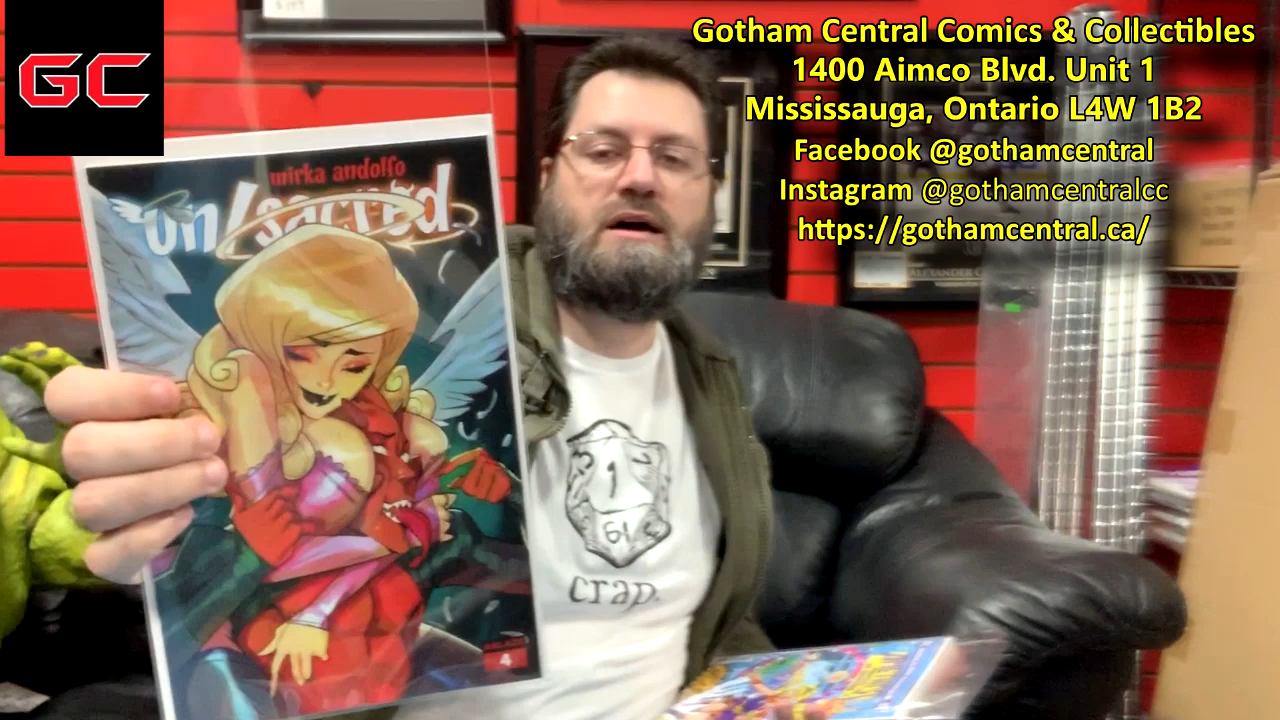 GC
Gotham Central Comics & Collectibles
1400 Aimco Blvd. Unit 1
Mississauga, Ontario L4W 1B2
Facebook @gothamcentral
Instagram @gothamcentralcc
https://gothamcentral.ca/
mirka andolfo
un/sacred
4
1
crap.
ALEXANDER